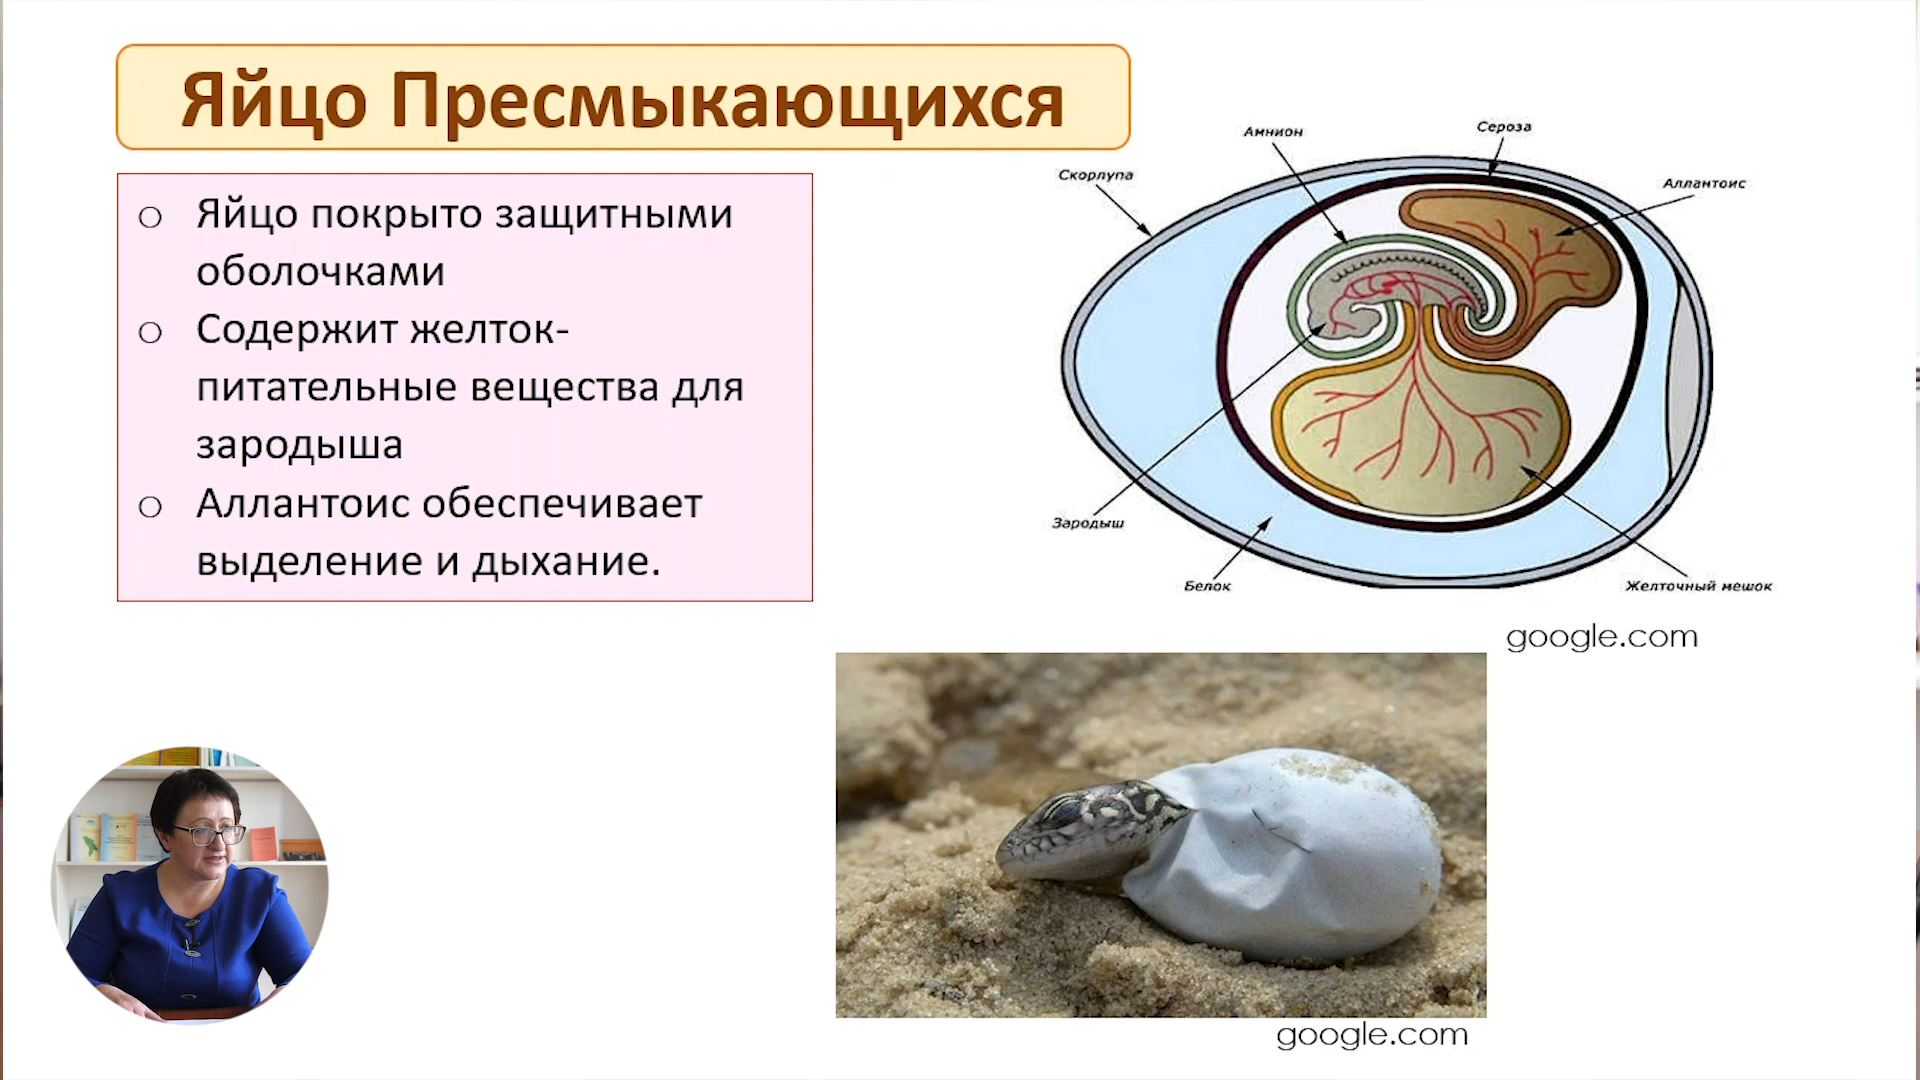 Яйцо Пресмыкающихся
o Яйцо покрыто защитными
оболочками
o Содержит желток-
питательные вещества для
зародыша
o Аллантоис обеспечивает
выделение и дыхание.
Амнион
Сероза
Скорлупа
Аллантоис
Зародыш
Белок
Желточный мешок
google.com
google.com